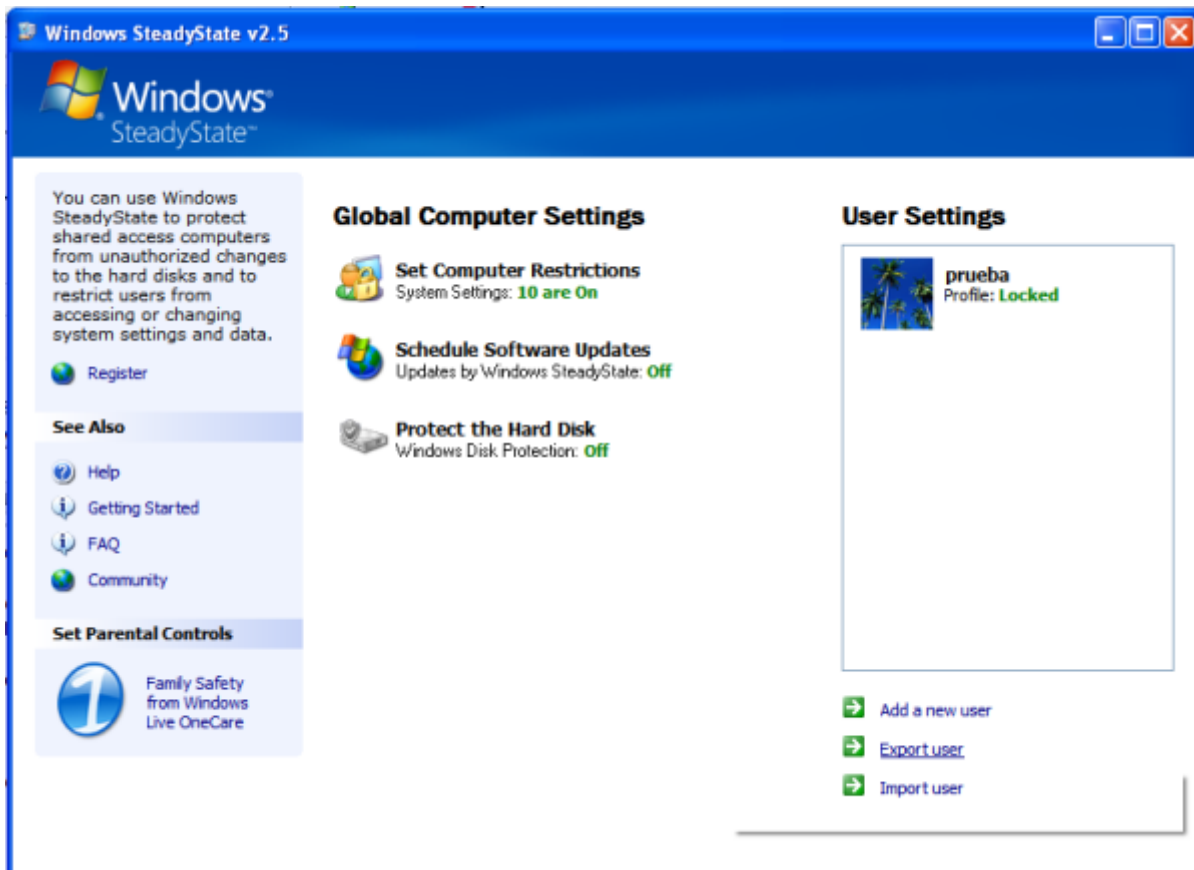 Windows SteadyState v2.5
Windows®
SteadyState™
You can use Windows
SteadyState to protect
shared access computers
from unauthorized changes
to the hard disks and to
restrict users from
accessing or changing
system settings and data.
Register
See Also
Help
Getting Started
FAQ
Community
Set Parental Controls
Family Safety
from Windows
Live OneCare
Global Computer Settings
Set Computer Restrictions
System Settings: 10 are On
Schedule Software Updates
Updates by Windows SteadyState: Off
Protect the Hard Disk
Windows Disk Protection: Off
User Settings
prueba
Profile: Locked
Add a new user
Export user
Import user